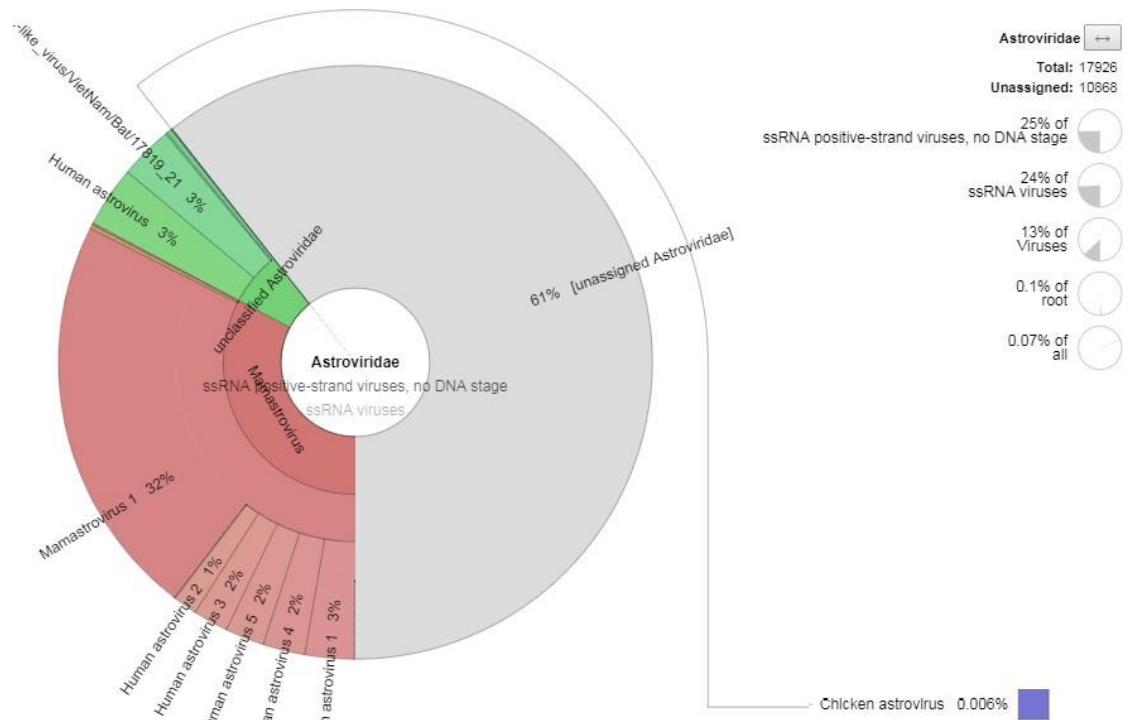 -like_virus/VietNam/Bat/17819_21 3%
Human astrovirus 3%
unclassified Astroviridae
61% [unassigned Astroviridae]
Astroviridae
ssRNA positive-strand viruses, no DNA stage
ssRNA viruses
Mamastrovirus
Mamastrovirus 1 32%
Human astrovirus 2 1%
Human astrovirus 3 2%
uman astrovirus 5 2%
an astrovirus 4 2%
n astrovirus 1 3%
Astroviridae ↔
Total: 17926
Unassigned: 10868
25% of
ssRNA positive-strand viruses, no DNA stage
24% of
ssRNA viruses
13% of
Viruses
0.1% of
root
0.07% of
all
Chicken astrovirus 0.006%